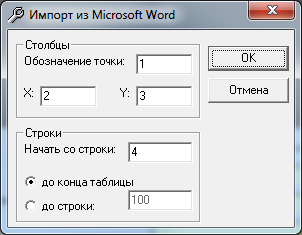 Импорт из Microsoft Word
Столбцы
Обозначение точки: 1
X: 2 Y: 3
OK
Отмена
Строки
Начать со строки: 4
до конца таблицы
до строки: 100